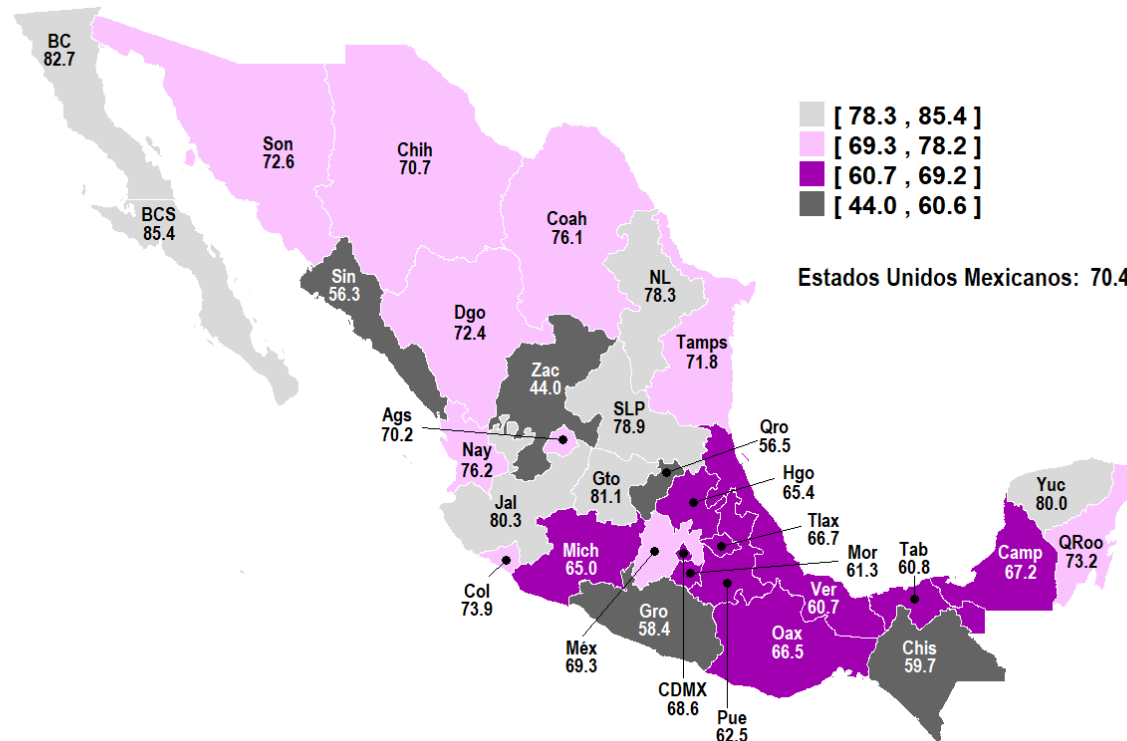 BC
82.7
Son
72.6
Chih
70.7
[ 78.3 , 85.4 ]
[ 69.3 , 78.2 ]
[ 60.7 , 69.2 ]
[ 44.0 , 60.6 ]
BCS
85.4
Coah
76.1
Sin
56.3
NL
78.3
Estados Unidos Mexicanos: 70.4
Dgo
72.4
Tamps
71.8
Zac
44.0
Ags
70.2
SLP
78.9
Qro
56.5
Nay
76.2
Gto
81.1
Hgo
65.4
Yuc
80.0
Jal
80.3
Tlax
66.7
Mich
65.0
Mor
61.3
Tab
60.8
Camp
67.2
QRoo
73.2
Col
73.9
Ver
60.7
Gro
58.4
Oax
66.5
Chis
59.7
Méx
69.3
CDMX
68.6
Pue
62.5